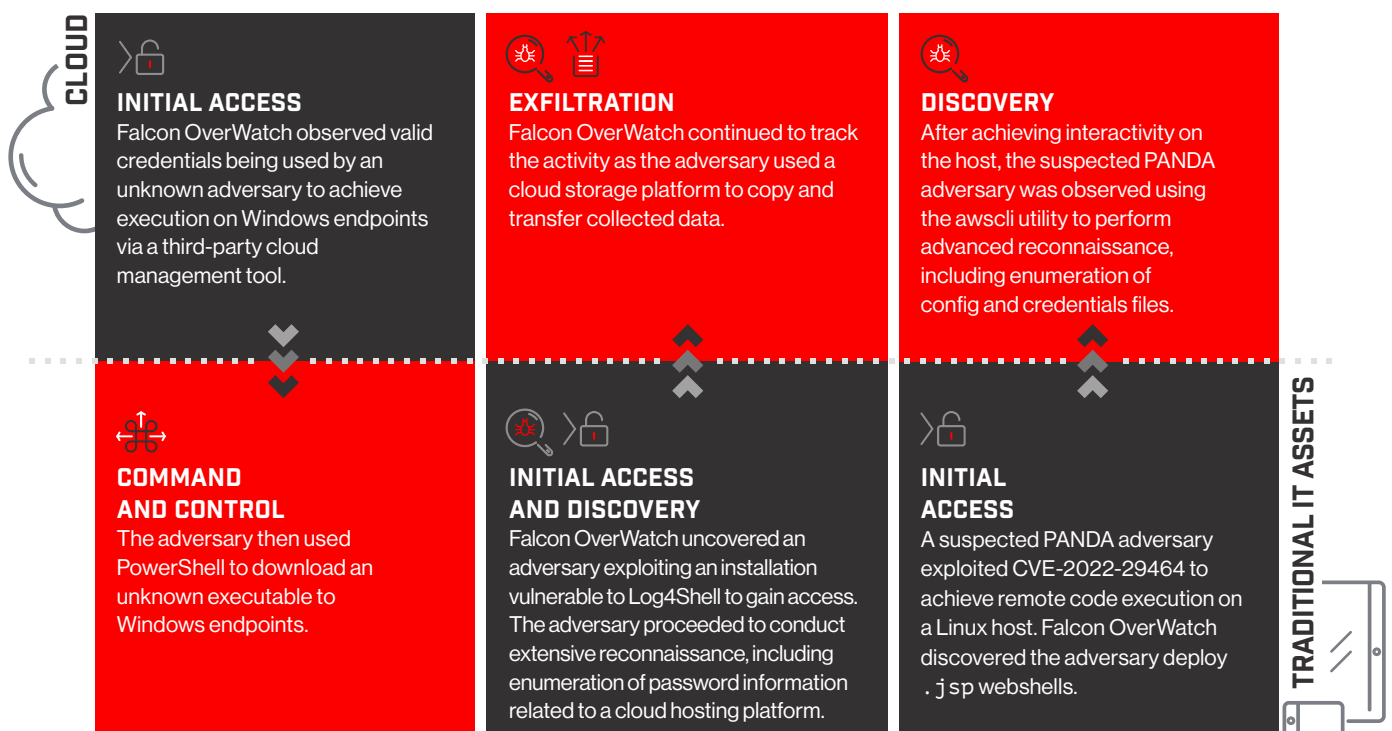 CLOUD
INITIAL ACCESS
Falcon OverWatch observed valid
credentials being used by an
unknown adversary to achieve
execution on Windows endpoints
via a third-party cloud
management tool.
EXFILTRATION
Falcon OverWatch continued to track
the activity as the adversary used a
cloud storage platform to copy and
transfer collected data.
DISCOVERY
After achieving interactivity on
the host, the suspected PANDA
adversary was observed using
the awscli utility to perform
advanced reconnaissance,
including enumeration of
config and credentials files.
COMMAND
AND CONTROL
The adversary then used
PowerShell to download an
unknown executable to
Windows endpoints.
INITIAL ACCESS
AND DISCOVERY
Falcon OverWatch uncovered an
adversary exploiting an installation
vulnerable to Log4Shell to gain access.
The adversary proceeded to conduct
extensive reconnaissance, including
enumeration of password information
related to a cloud hosting platform.
INITIAL
ACCESS
A suspected PANDA adversary
exploited CVE-2022-29464 to
achieve remote code execution on
a Linux host. Falcon OverWatch
discovered the adversary deploy
.jsp webshells.
TRADITIONAL IT ASSETS